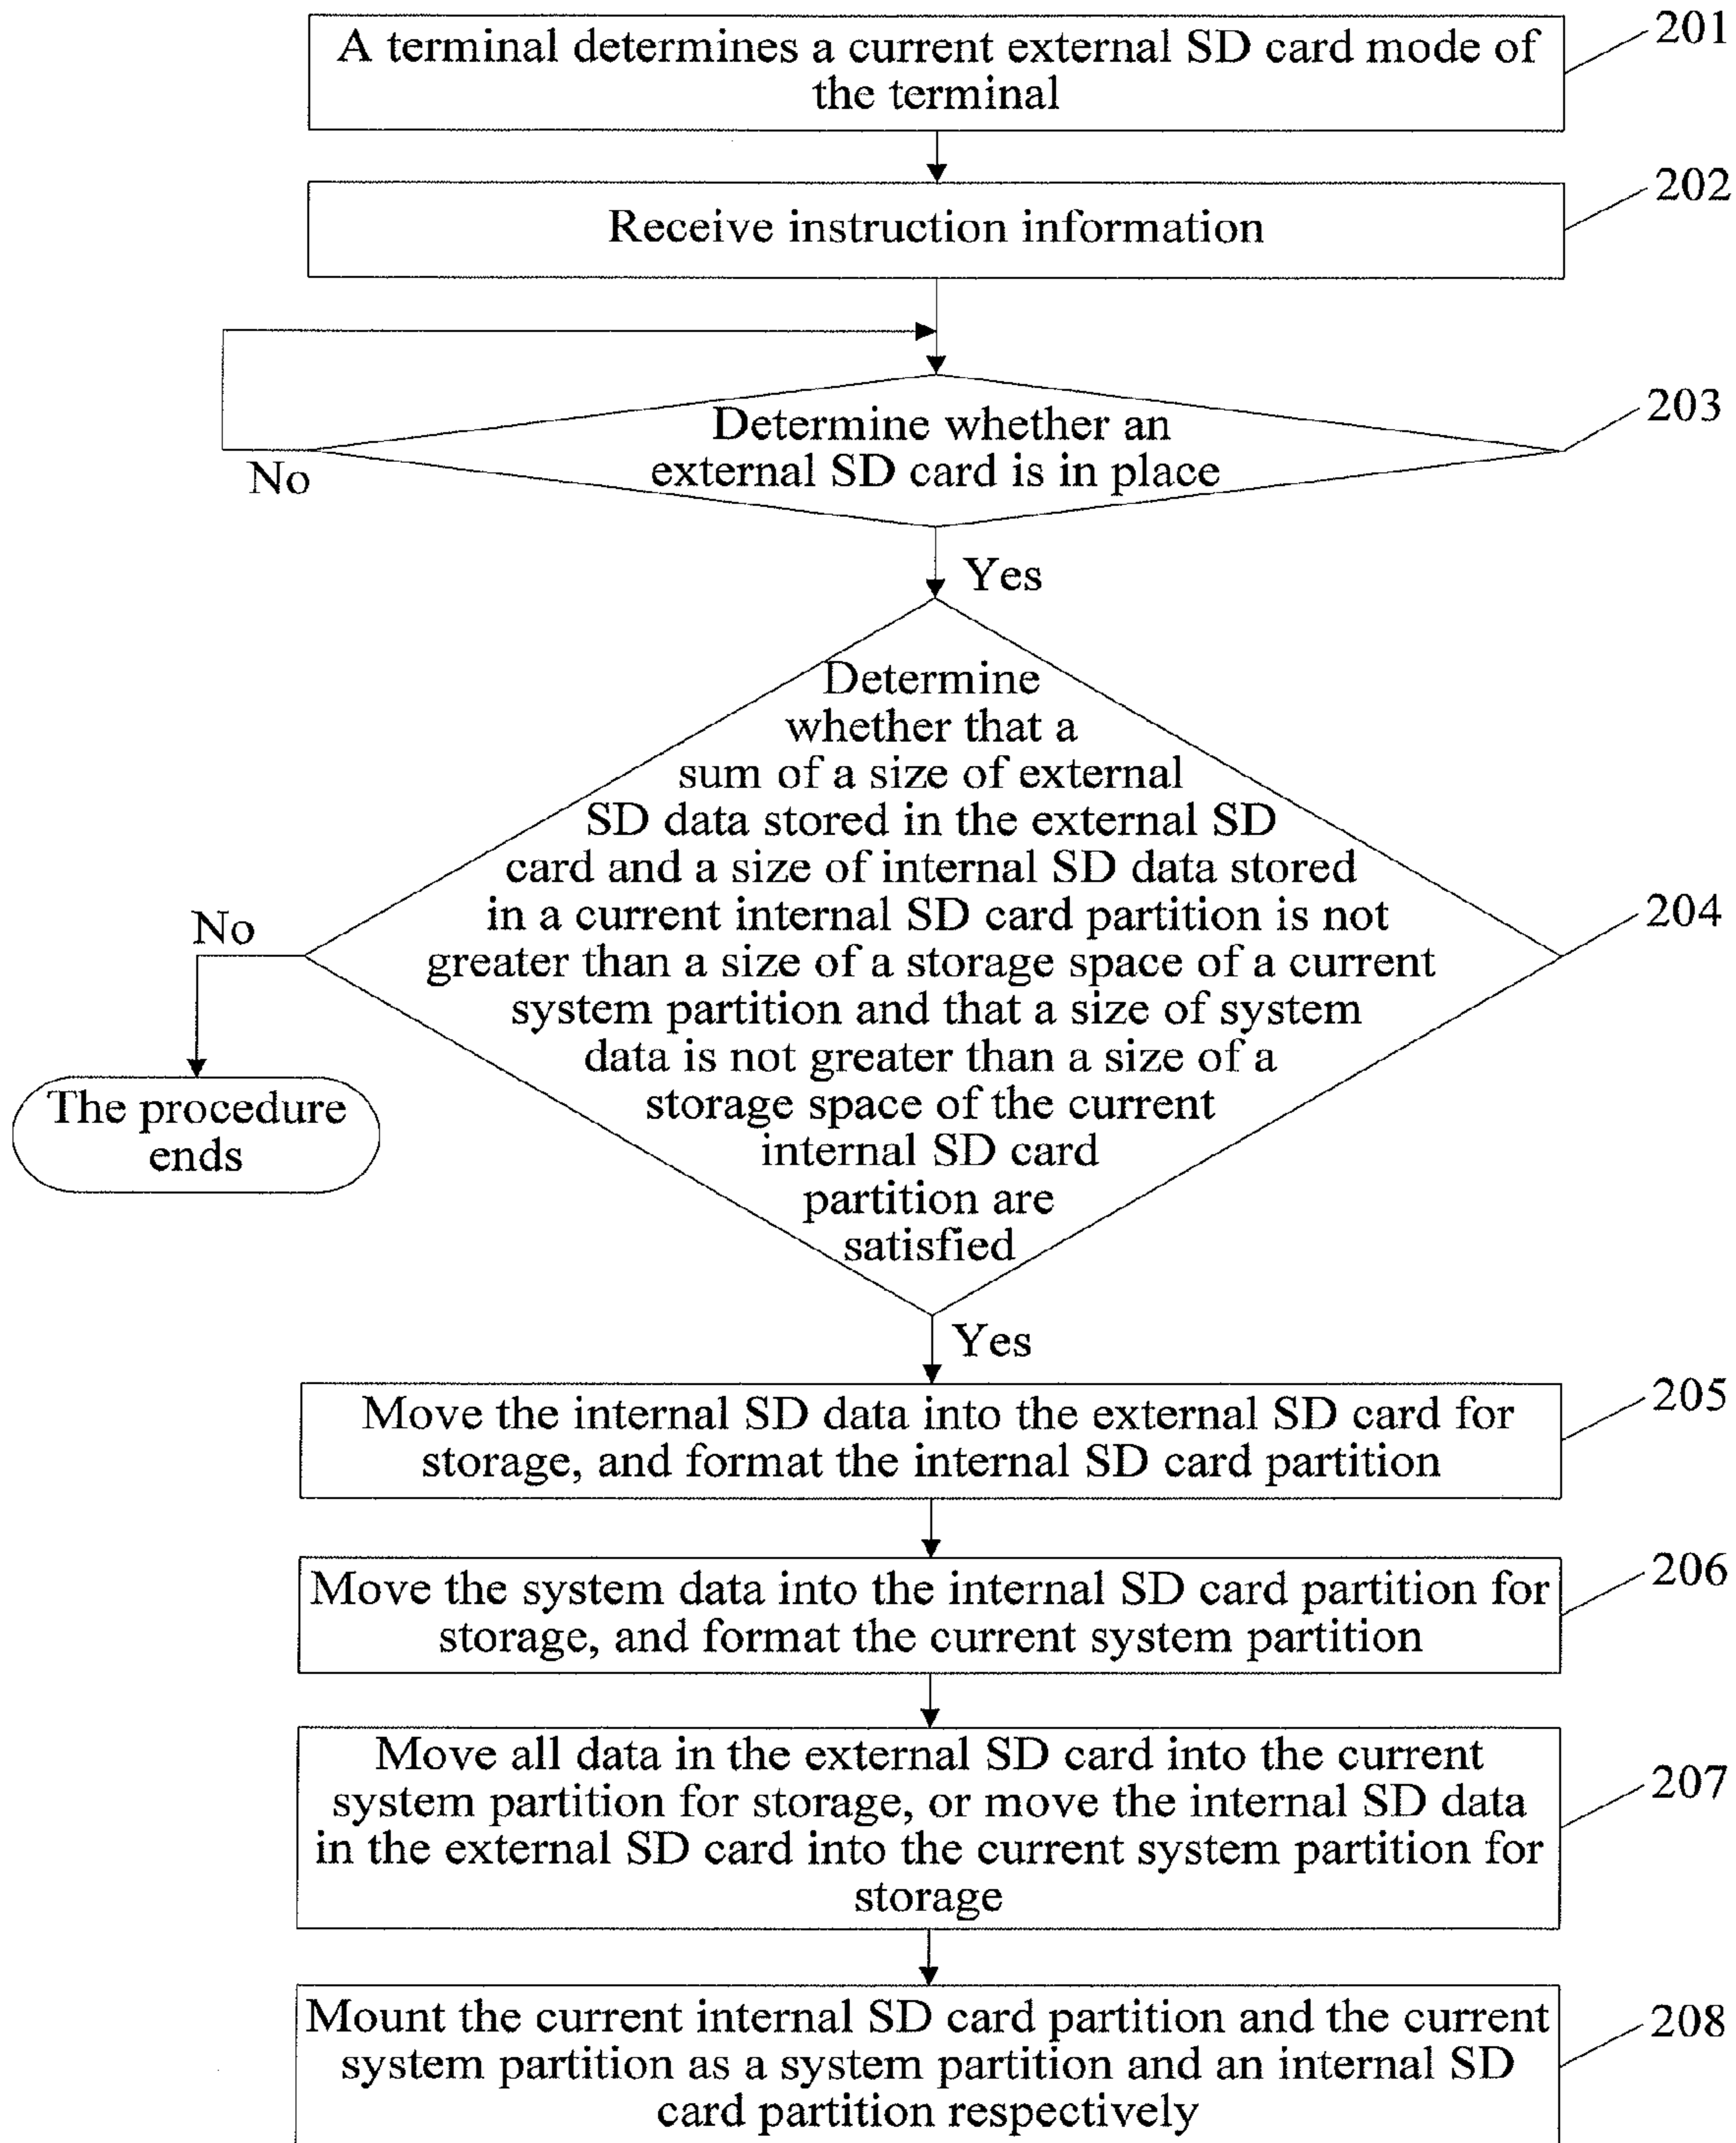 A terminal determines a current external SD card mode of
the terminal
201
Receive instruction information
202
Determine whether an
external SD card is in place
203
No
Yes
Determine
whether that a
sum of a size of external
SD data stored in the external SD
card and a size of internal SD data stored
in a current internal SD card partition is not
greater than a size of a storage space of a current
system partition and that a size of system
data is not greater than a size of a
storage space of the current
internal SD card
partition are
satisfied
204
No
The procedure
ends
Yes
Move the internal SD data into the external SD card for
storage, and format the internal SD card partition
205
Move the system data into the internal SD card partition for
storage, and format the current system partition
206
Move all data in the external SD card into the current
system partition for storage, or move the internal SD data
in the external SD card into the current system partition for
storage
207
Mount the current internal SD card partition and the current
system partition as a system partition and an internal SD
card partition respectively
208